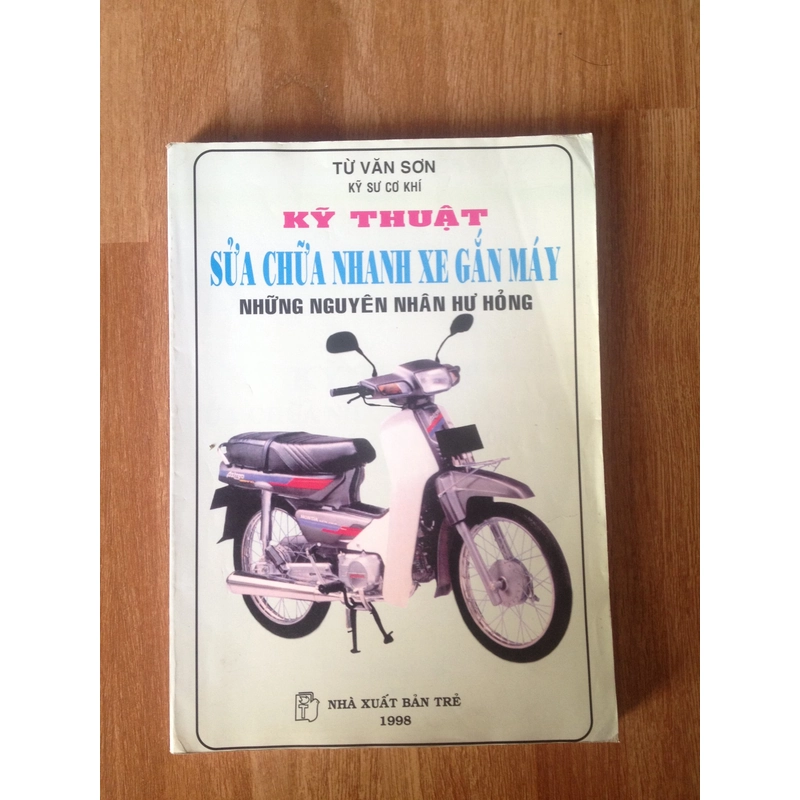 TỪ VĂN SƠN
KỸ SƯ CƠ KHÍ
KỸ THUẬT
SỬA CHỮA NHANH XE GẮN MÁY
NHỮNG NGUYÊN NHÂN HƯ HỎNG
NHÀ XUẤT BẢN TRẺ
1998